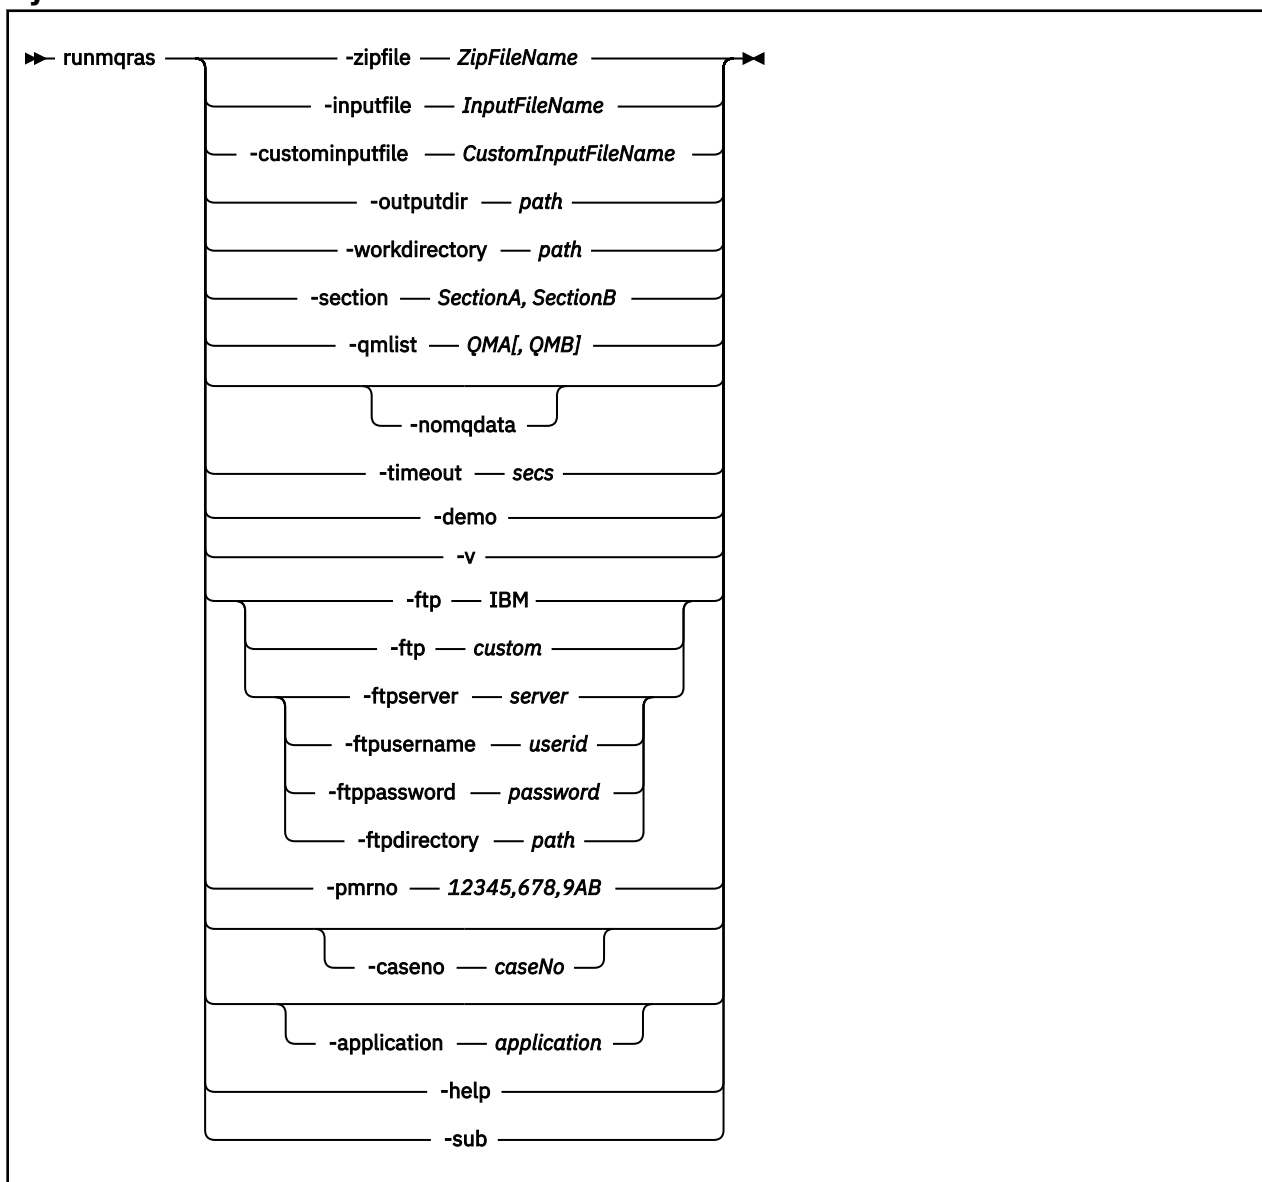 runmqras -zipfile ZipFileName
-inputfile InputFileName
-custominputfile CustomInputFileName
-outputdir path
-workdirectory path
-section SectionA, SectionB
-qmlist QMA[, QMB]
-nomqdata
-timeout secs
-demo
-v
-ftp IBM
-ftp custom
-ftpserver server
-ftpusername userid
-ftppassword password
-ftpdirectory path
-pmrno 12345,678,9AB
-caseno caseNo
-application application
-help
-sub